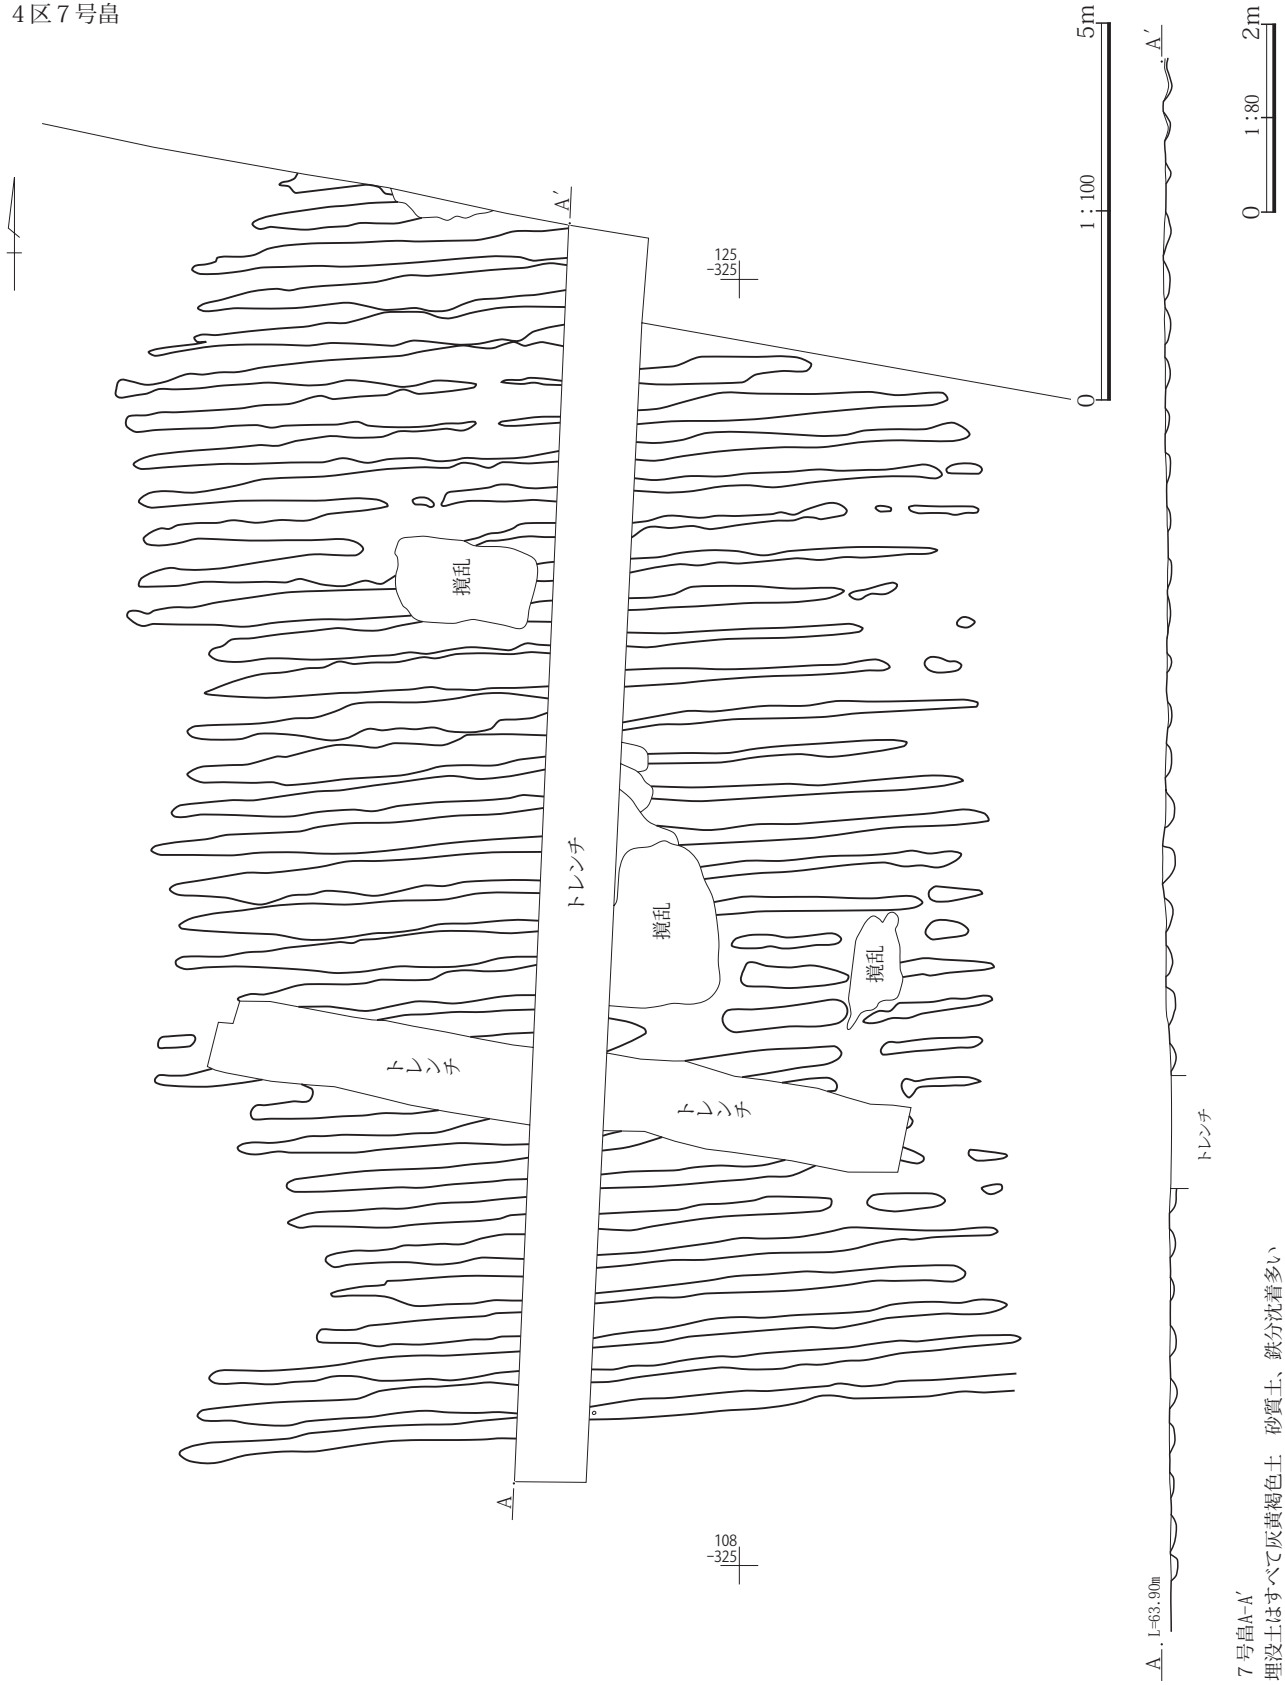 4区7号畠
A′
125
-325
攪乱
トレンチ
攪乱
攪乱
トレンチ
トレンチ
A
108
-325
0
1:100
5m
A . L=63.90m
トレンチ
A′
0
1:80
2m
7号畠A-A′
埋没土はすべて灰黄褐色土　砂質土、鉄分沈着多い